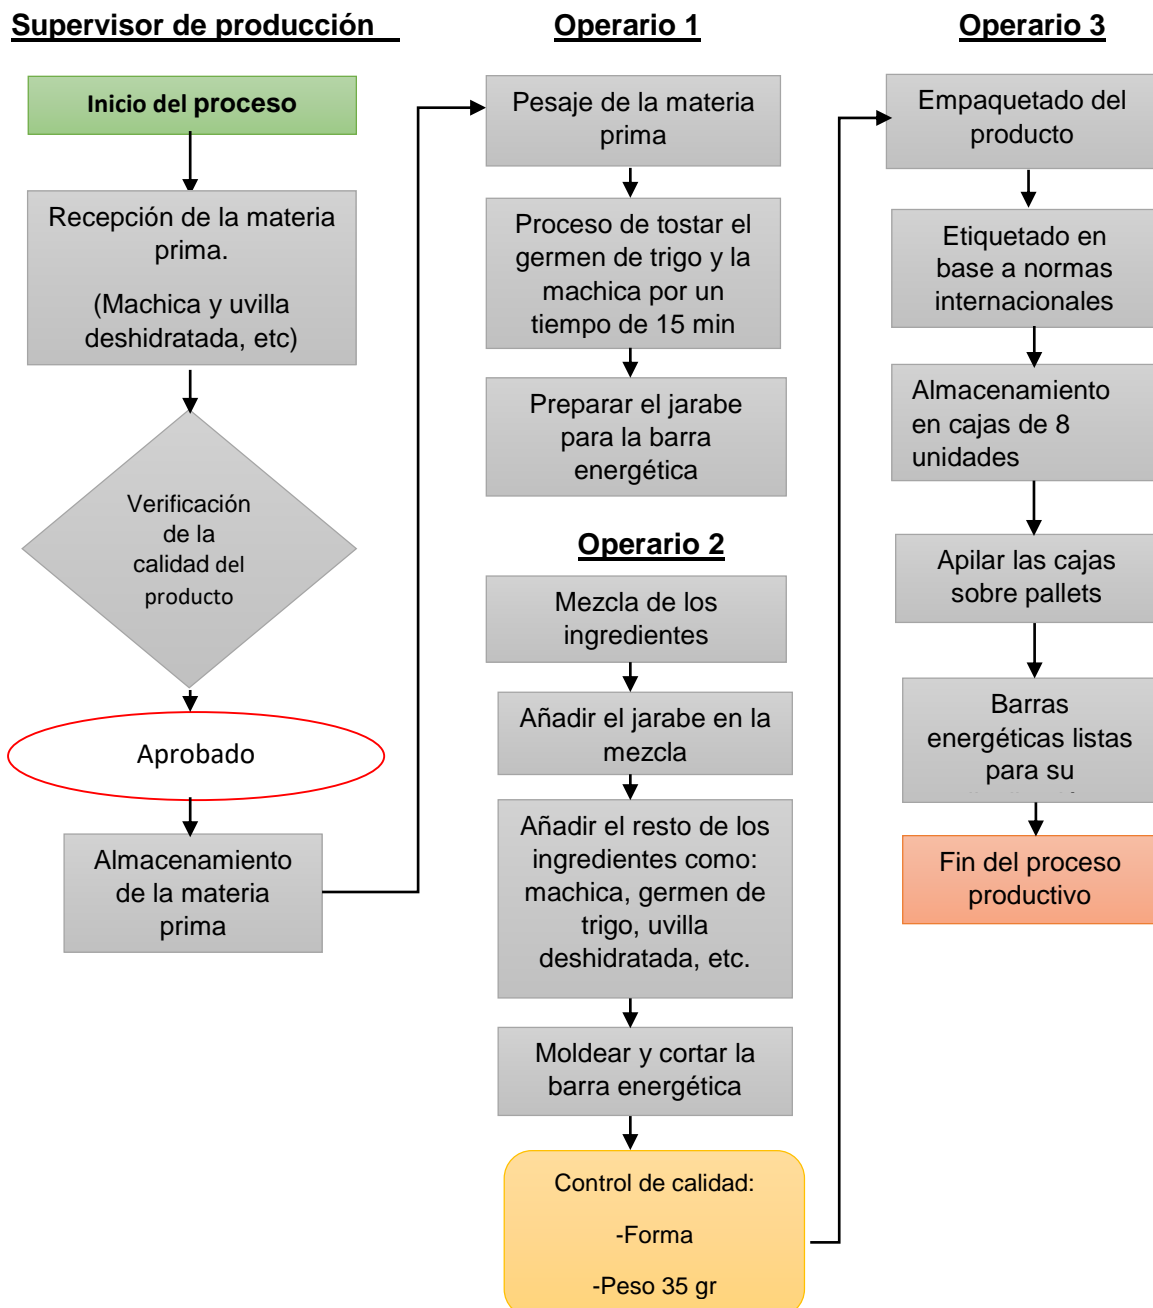 Supervisor de producción
Inicio del proceso
Recepción de la materia
prima.
(Machica y uvilla
deshidratada, etc)
Verificación
de la
calidad del
producto
Aprobado
Almacenamiento
de la materia
prima
Operario 1
Pesaje de la materia
prima
Proceso de tostar el
germen de trigo y la
machica por un
tiempo de 15 min
Preparar el jarabe
para la barra
energética
Operario 2
Mezcla de los
ingredientes
Añadir el jarabe en la
mezcla
Añadir el resto de los
ingredientes como:
machica, germen de
trigo, uvilla
deshidratada, etc.
Moldear y cortar la
barra energética
Control de calidad:
-Forma
-Peso 35 gr
Operario 3
Empaquetado del
producto
Etiquetado en
base a normas
internacionales
Almacenamiento
en cajas de 8
unidades
Apilar las cajas
sobre pallets
Barras
energéticas listas
para su
Fin del proceso
productivo